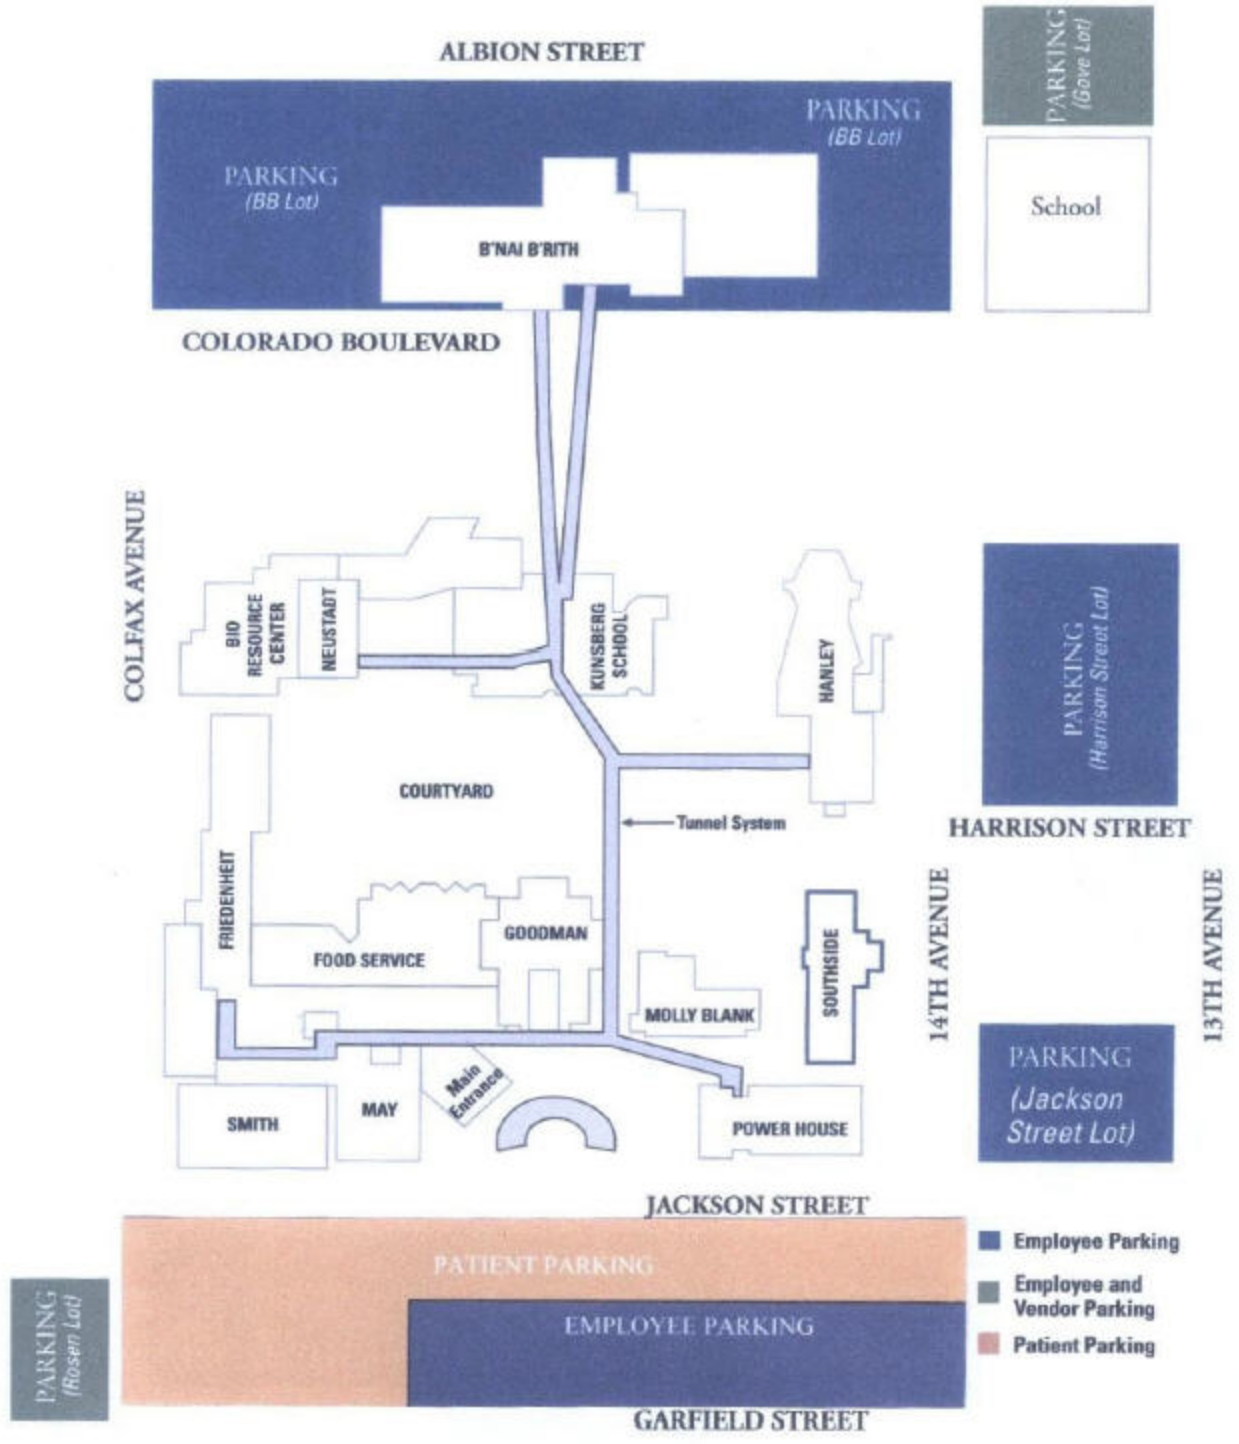 ALBION STREET
PARKING
(Gove Lot)
PARKING
(BB Lot)
PARKING
(BB Lot)
School
B'NAI B'RITH
COLORADO BOULEVARD
COLFAX AVENUE
BIO
RESOURCE
CENTER
NEUSTADT
KUNSBERG
SCHOOL
HANLEY
PARKING
(Harrison Street Lot)
COURTYARD
Tunnel System
HARRISON STREET
FRIEDENHEIT
GOODMAN
FOOD SERVICE
SOUTHSIDE
14TH AVENUE
13TH AVENUE
MOLLY BLANK
PARKING
(Jackson
Street Lot)
Main
Entrance
MAY
SMITH
POWER HOUSE
JACKSON STREET
PATIENT PARKING
EMPLOYEE PARKING
PARKING
(Rosen Lot)
Employee Parking
Employee and
Vendor Parking
Patient Parking
GARFIELD STREET